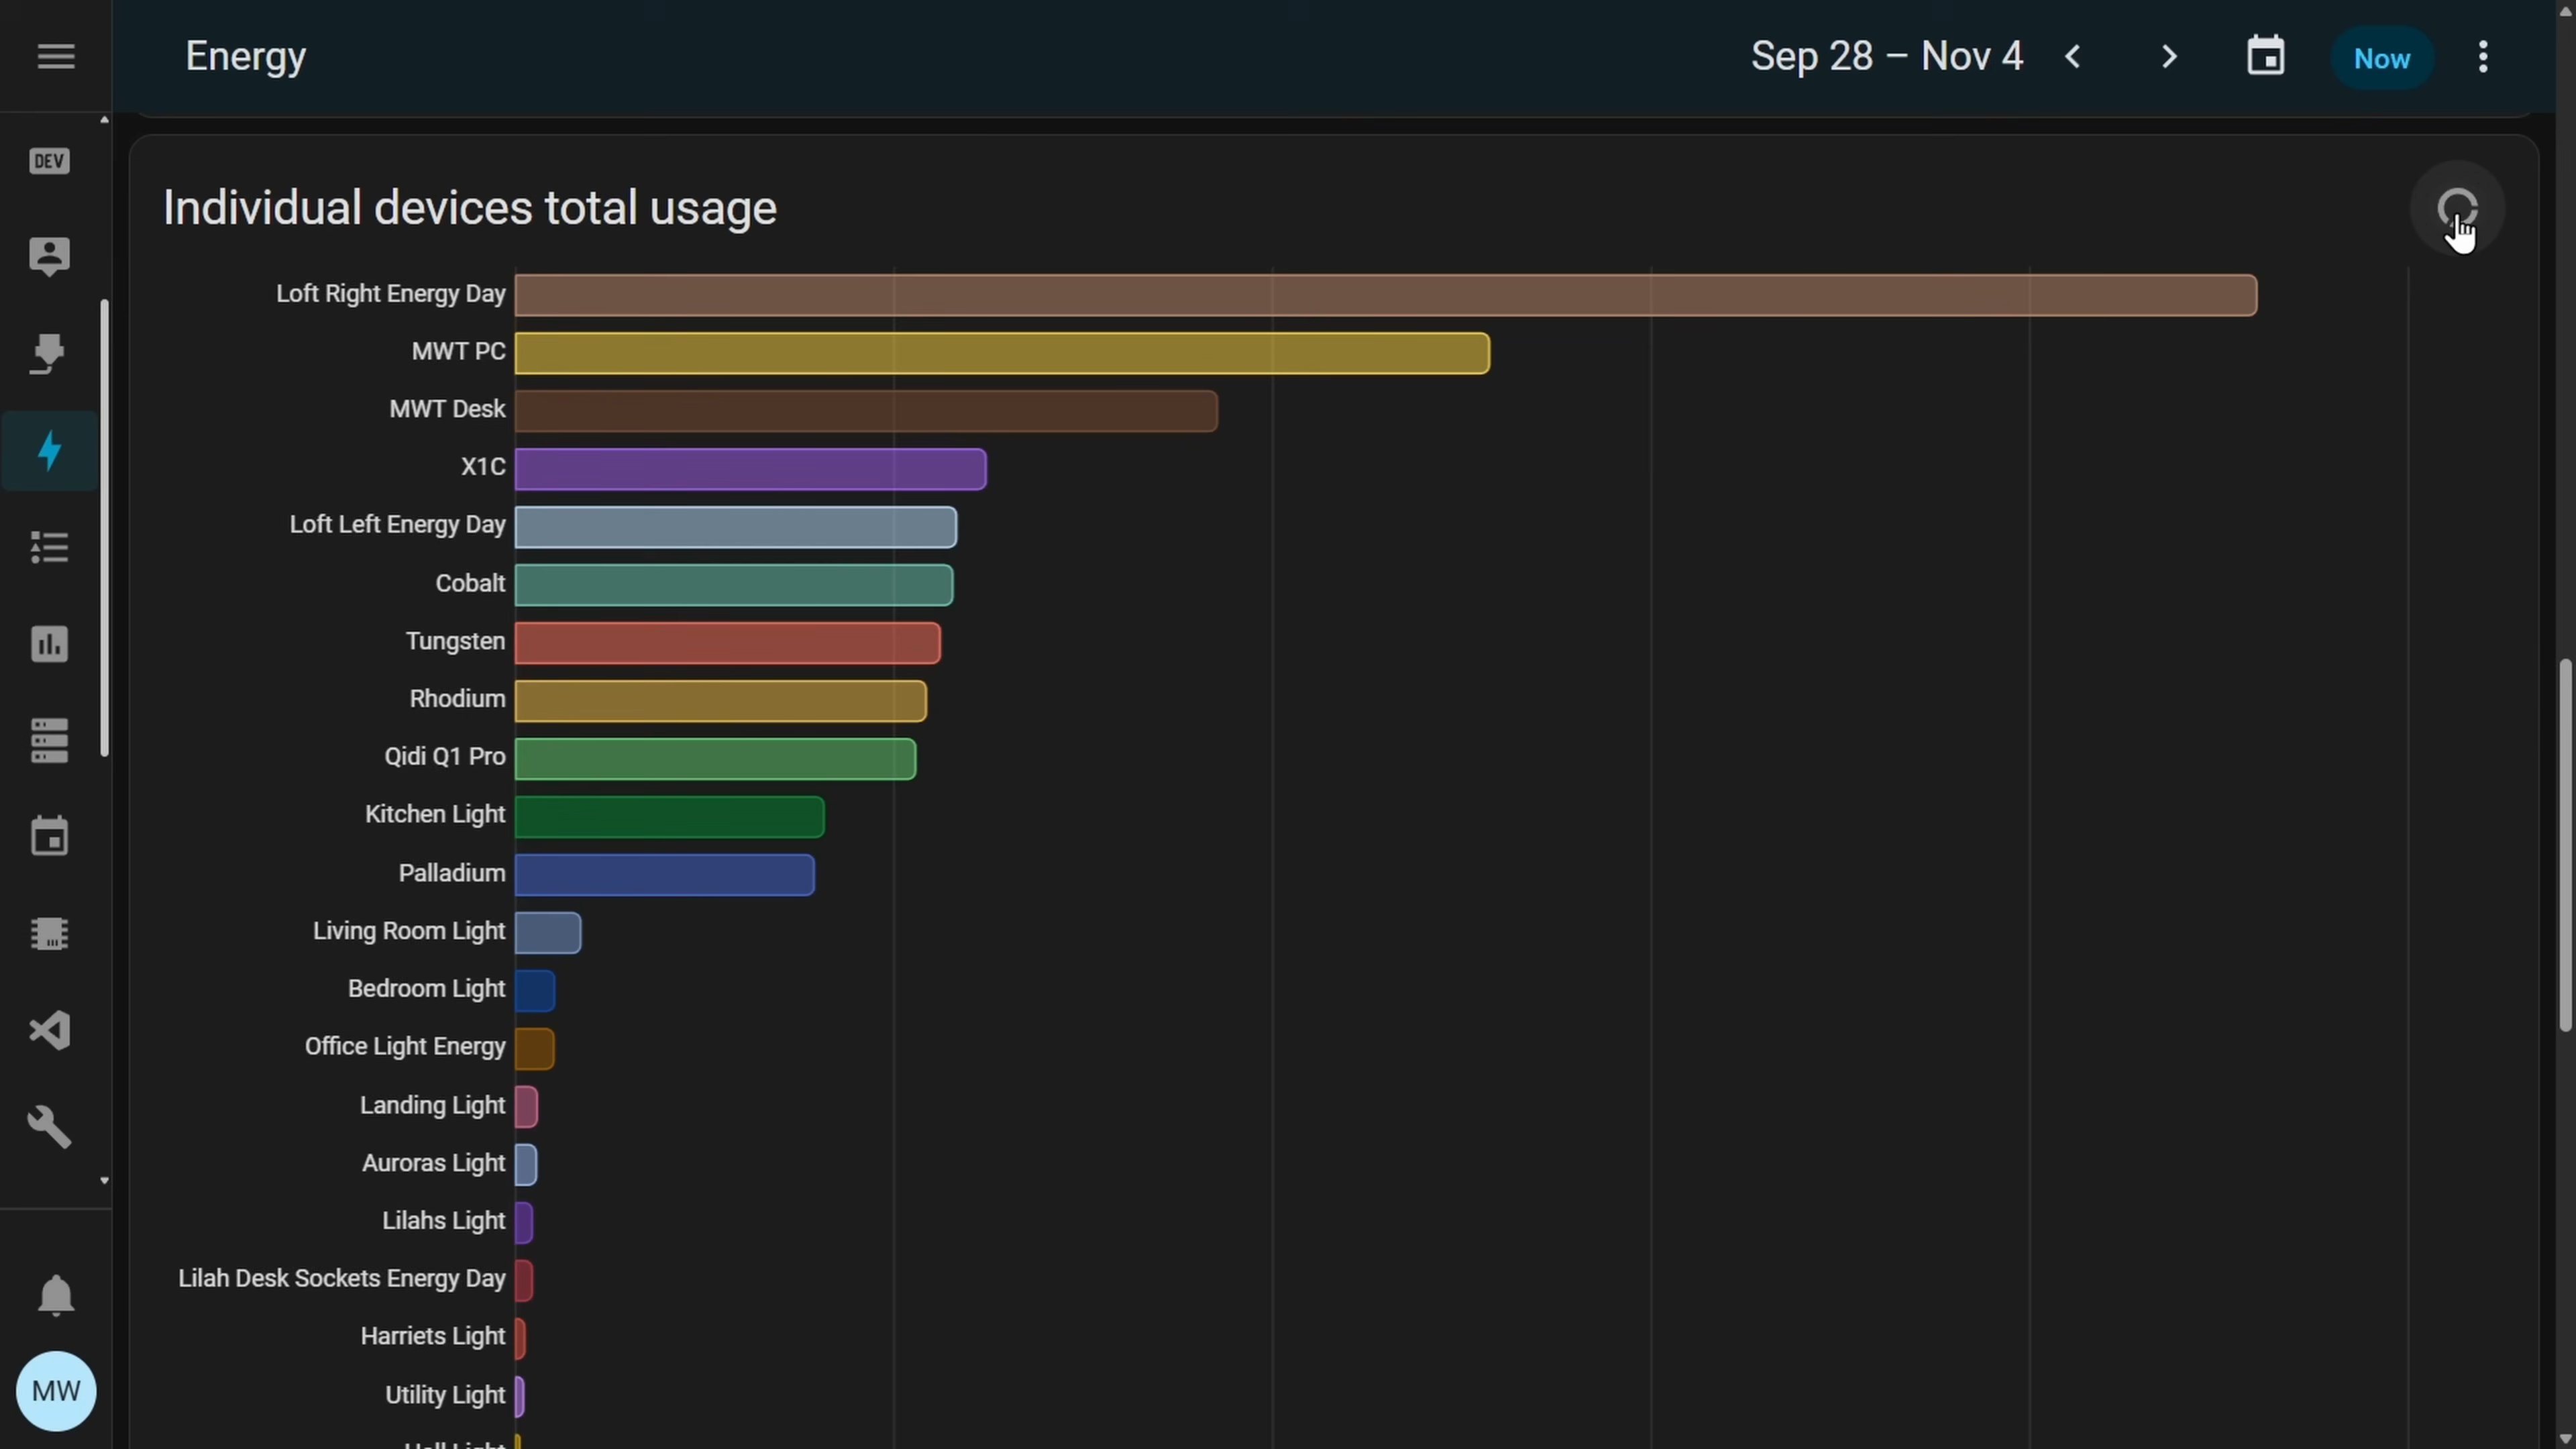 Energy
Sep 28 – Nov 4
Now
DEV
Individual devices total usage
Loft Right Energy Day
MWT PC
MWT Desk
X1C
Loft Left Energy Day
Cobalt
Tungsten
Rhodium
Qidi Q1 Pro
Kitchen Light
Palladium
Living Room Light
Bedroom Light
Office Light Energy
Landing Light
Auroras Light
Lilahs Light
Lilah Desk Sockets Energy Day
Harriets Light
Utility Light
MW